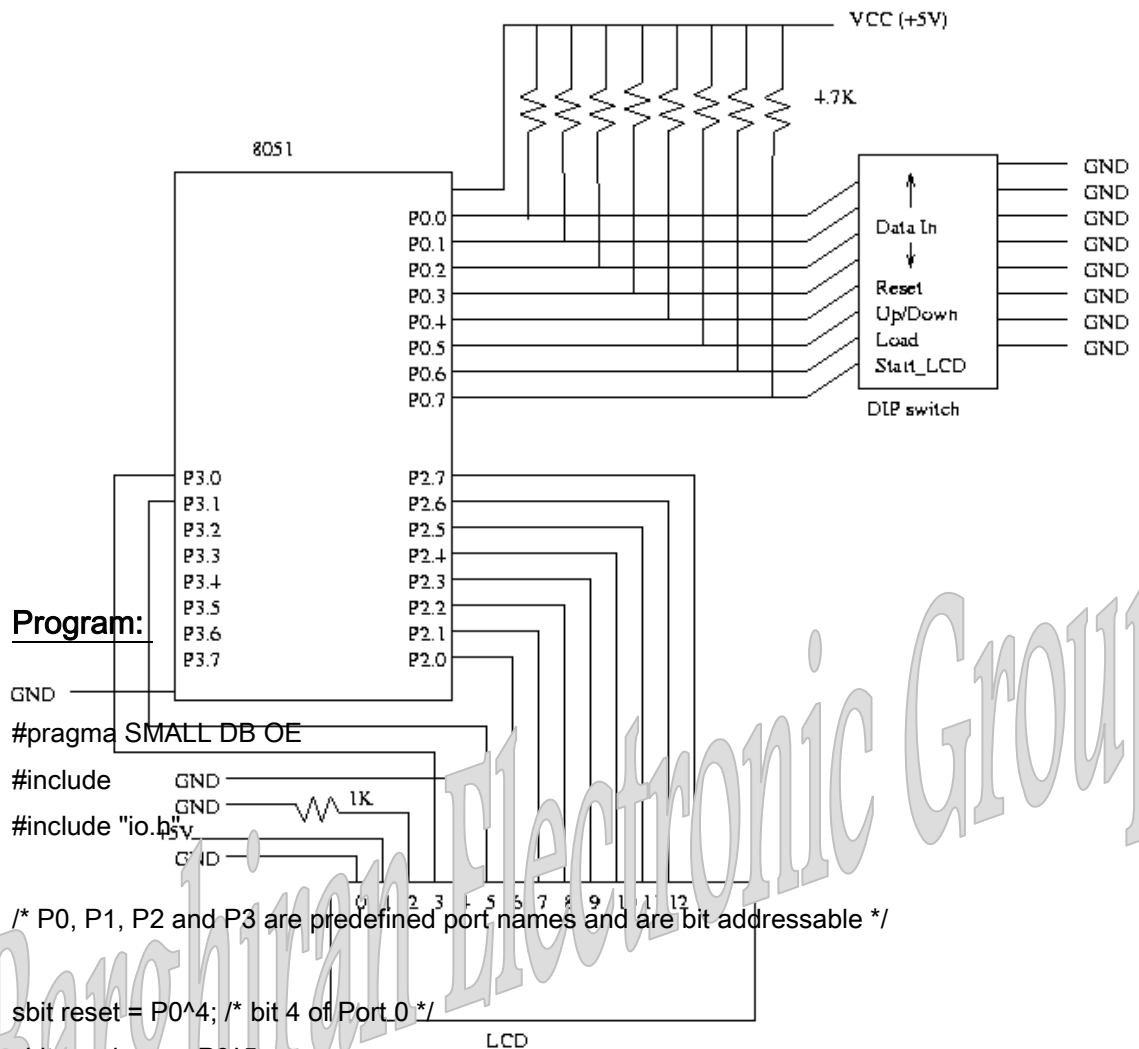 VCC (+5V)
4.7K
8051
GND
GND
GND
GND
GND
GND
GND
GND
P0.0
P0.1
P0.2
P0.3
P0.4
P0.5
P0.6
P0.7
Data In
Reset
Up/Down
Load
Start_LCD
DIP switch
P3.0
P3.1
P3.2
P3.3
P3.4
P3.5
P3.6
P3.7
P2.7
P2.6
P2.5
P2.4
P2.3
P2.2
P2.1
P2.0
Program:
GND
#pragma SMALL DB OE
#include
GND
GND
1K
#include "io.h"
+5V
GND
0 1 2 3 4 5 6 7 8 9 10 11 12
/* P0, P1, P2 and P3 are predefined port names and are bit addressable */
sbit reset = P0^4; /* bit 4 of Port 0 */
LCD
Barghiran Electronic Group